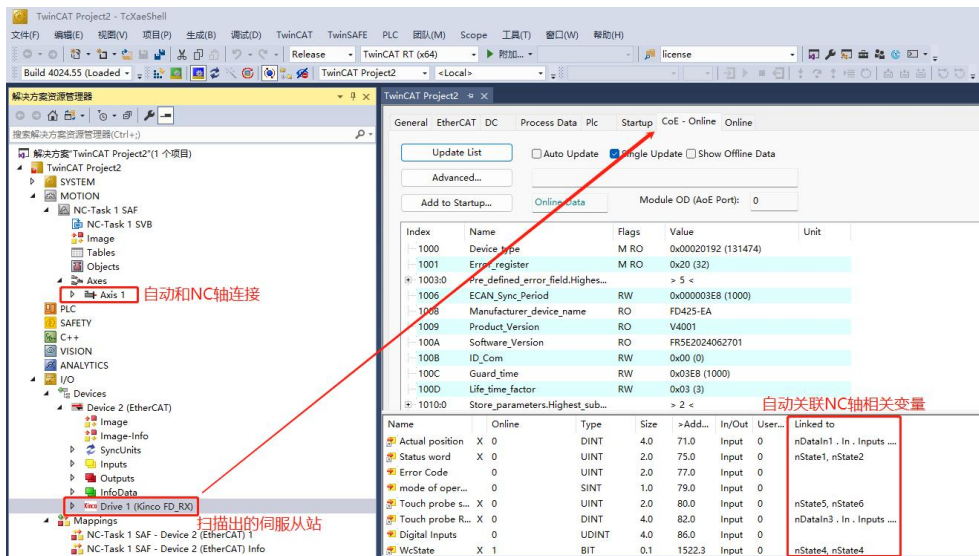 TwinCAT Project2 - TcXaeShell
文件(F) 编辑(E) 视图(V) 项目(P) 生成(B) 调试(D) TwinCAT TwinSAFE PLC 团队(M) Scope 工具(T) 窗口(W) 帮助(H)
Release TwinCAT RT (x64) 附加... license
Build 4024.55 (Loaded TwinCAT Project2 <Local>
解决方案资源管理器
搜索解决方案资源管理器(Ctrl+;)
解决方案"TwinCAT Project2"(1 个项目)
TwinCAT Project2
SYSTEM
MOTION
NC-Task 1 SAF
NC-Task 1 SVB
Image
Tables
Objects
Axes
Axis 1 自动和NC轴连接
PLC
SAFETY
C++
VISION
ANALYTICS
I/O
Devices
Device 2 (EtherCAT)
Image
Image-Info
SyncUnits
Inputs
Outputs
InfoData
Kinco Drive 1 (Kinco FD_RX)
扫描出的伺服从站
Mappings
NC-Task 1 SAF - Device 2 (EtherCAT) 1
NC-Task 1 SAF - Device 2 (EtherCAT) Info
TwinCAT Project2
General EtherCAT DC Process Data Plc Startup CoE - Online Online
Update List Auto Update Single Update Show Offline Data
Advanced...
Add to Startup... Online Data Module OD (AoE Port): 0
Index Name Flags Value Unit
1000 Device_type M RO 0x00020192 (131474)
1001 Error_register M RO 0x20 (32)
1003:0 Pre_defined_error_field.Highes... > 5 <
1006 ECAN_Sync_Period RW 0x000003E8 (1000)
1008 Manufacturer_device_name RO FD425-EA
1009 Product_Version RO V4001
100A Software_Version RO FR5E2024062701
100B ID_Com RW 0x00 (0)
100C Guard_time RW 0x03E8 (1000)
100D Life_time_factor RW 0x03 (3)
1010:0 Store_parameters.Highest_sub... > 2 <
自动关联NC轴相关变量
Name Online Type Size >Add... In/Out User... Linked to
Actual position X 0 DINT 4.0 71.0 Input 0 nDataIn1 . In . Inputs ....
Status word X 0 UINT 2.0 75.0 Input 0 nState1, nState2
Error Code 0 UINT 2.0 77.0 Input 0
mode of oper... 0 SINT 1.0 79.0 Input 0
Touch probe s... X 0 UINT 2.0 80.0 Input 0 nState5, nState6
Touch probe R... X 0 DINT 4.0 82.0 Input 0 nDataIn3 . In . Inputs ....
Digital Inputs 0 UDINT 4.0 86.0 Input 0
WcState X 1 BIT 0.1 1522.3 Input 0 nState4, nState4